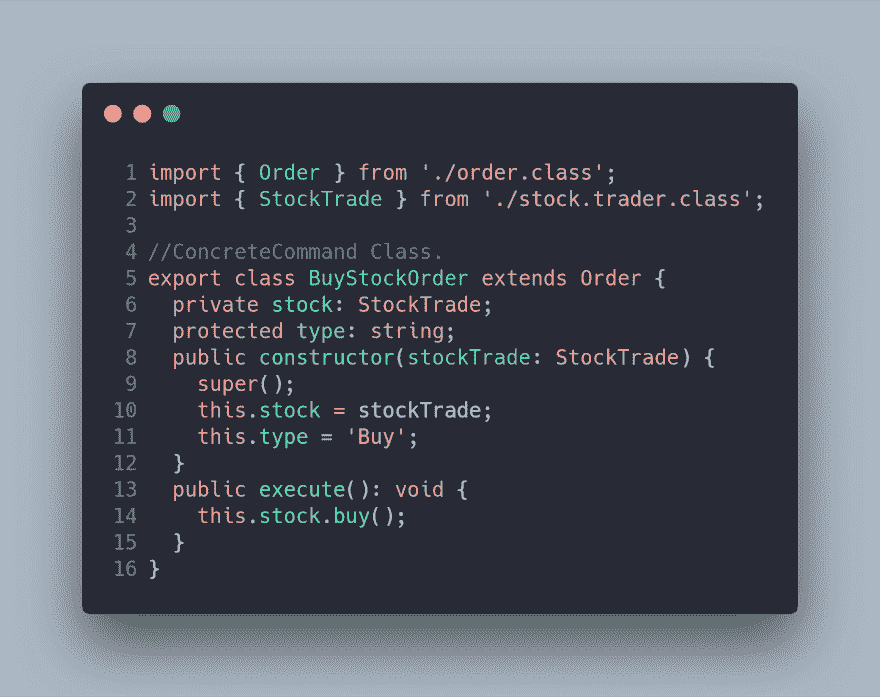 1 import { Order } from './order.class';
2 import { StockTrade } from './stock.trader.class';
3
4 //ConcreteCommand Class.
5 export class BuyStockOrder extends Order {
6   private stock: StockTrade;
7   protected type: string;
8   public constructor(stockTrade: StockTrade) {
9     super();
10     this.stock = stockTrade;
11     this.type = 'Buy';
12   }
13   public execute(): void {
14     this.stock.buy();
15   }
16 }